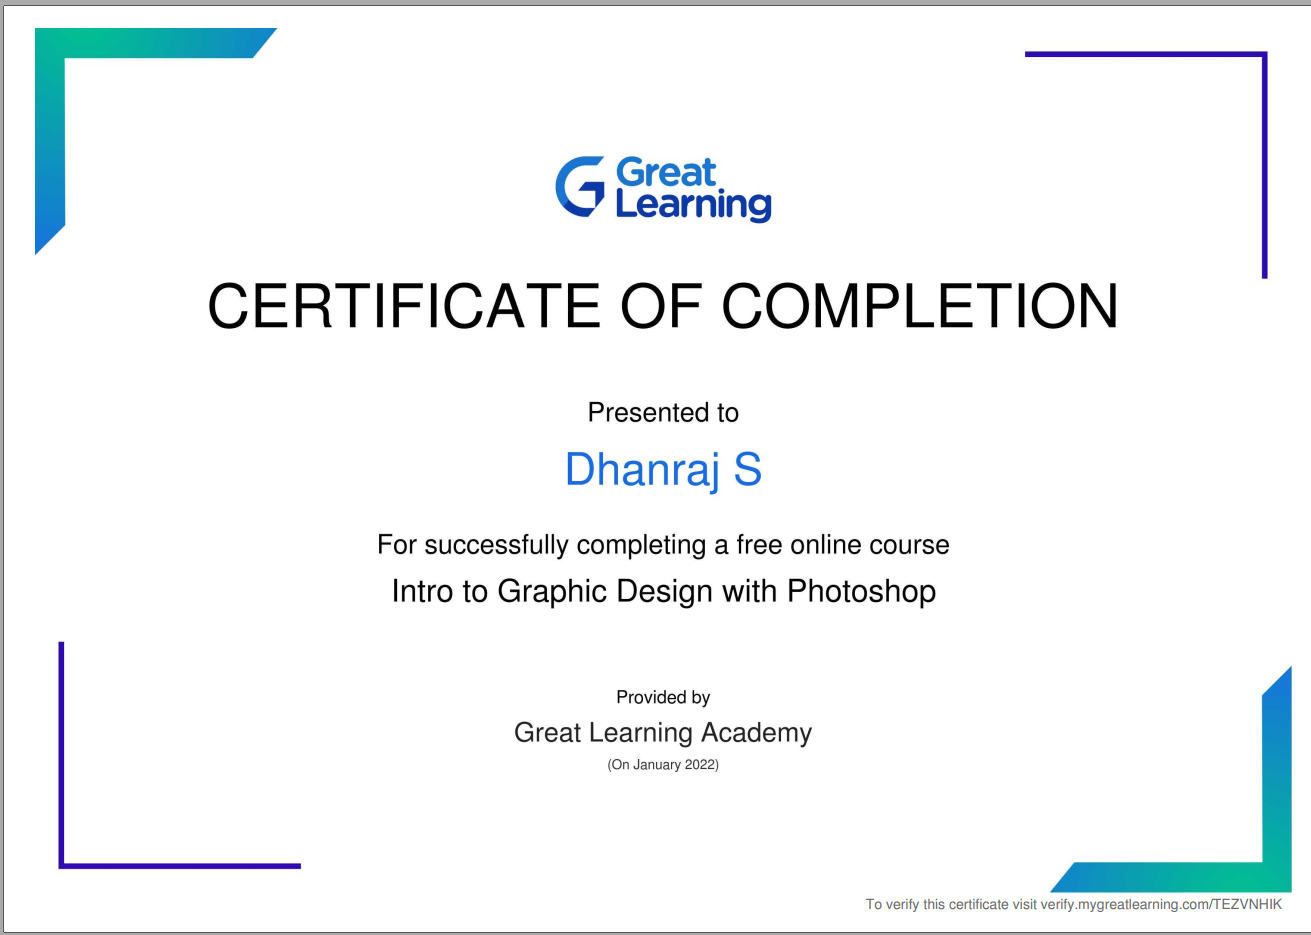 Great
Learning
CERTIFICATE OF COMPLETION
Presented to
Dhanraj S
For successfully completing a free online course
Intro to Graphic Design with Photoshop
Provided by
Great Learning Academy
(On January 2022)
To verify this certificate visit verify.mygreatlearning.com/TEZVNHIK